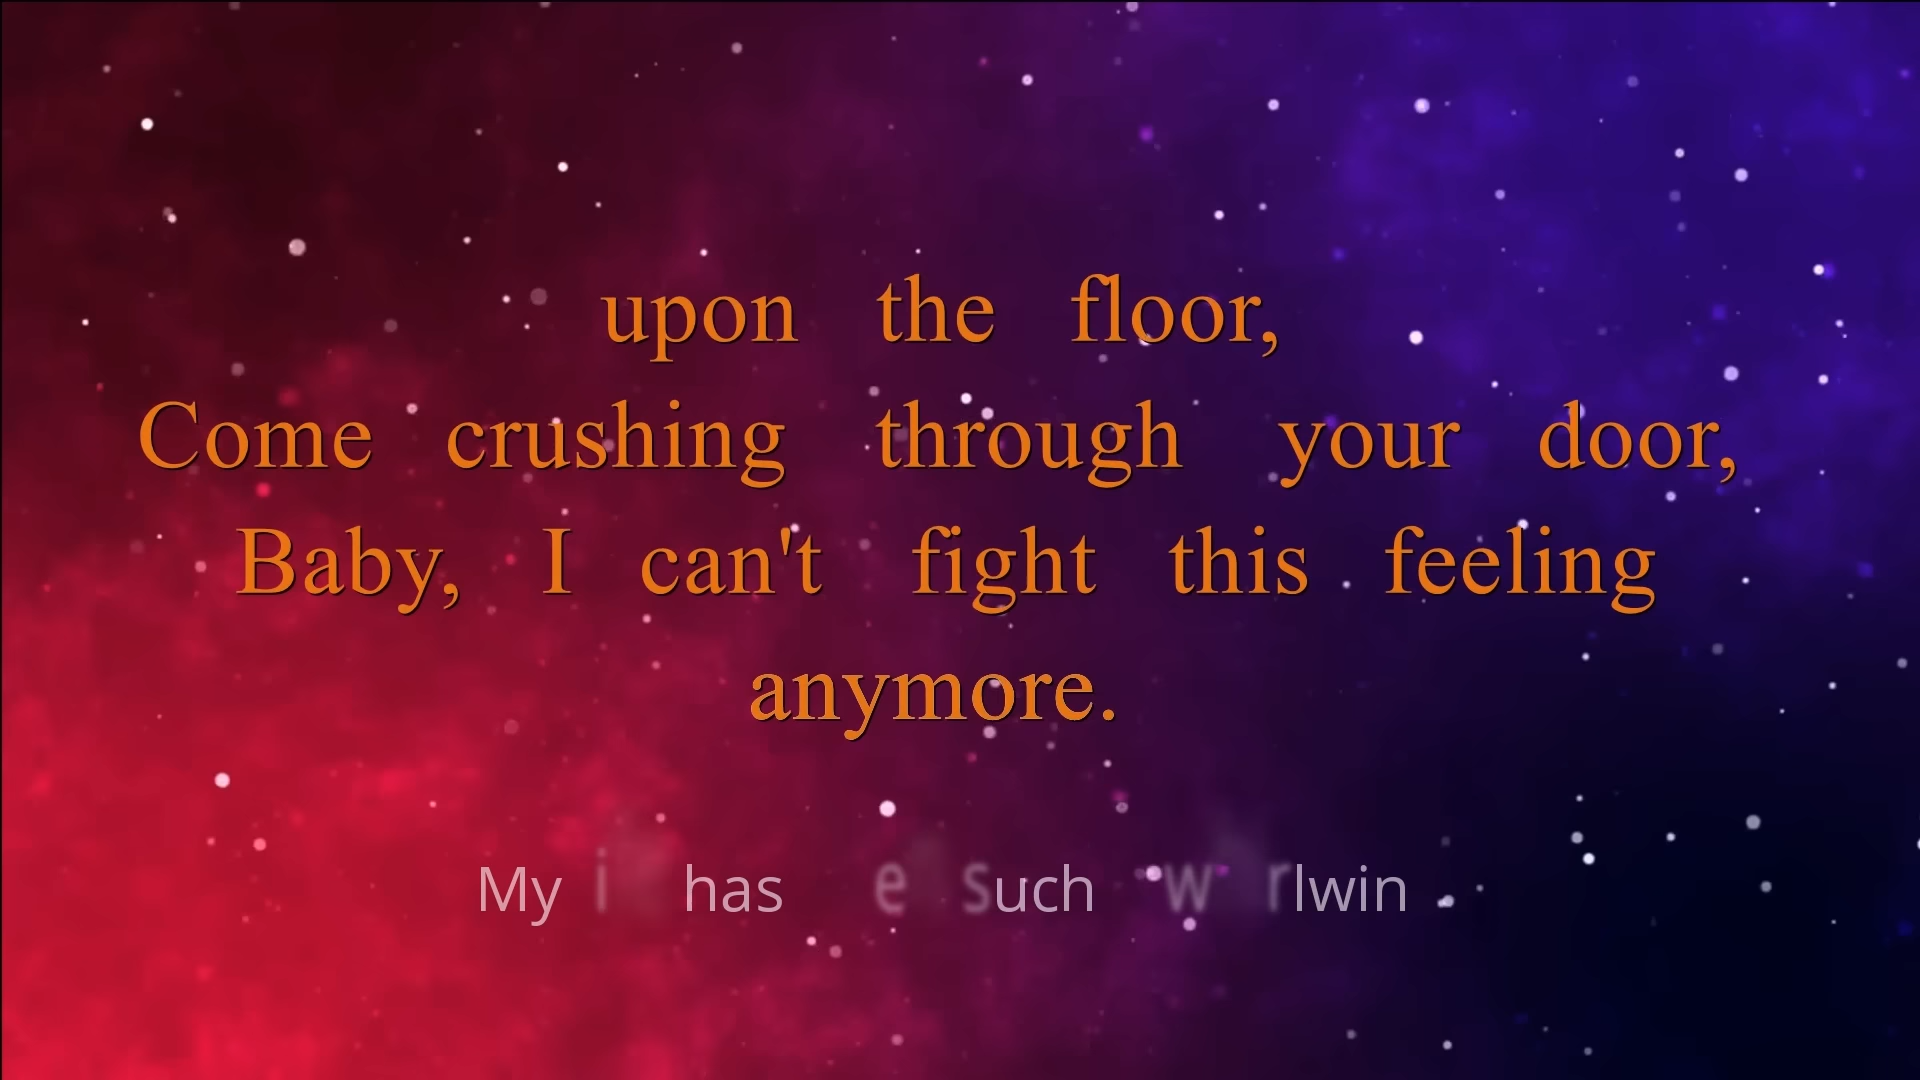 upon the floor,
Come crushing through your door,
Baby, I can't fight this feeling
anymore.
My has such